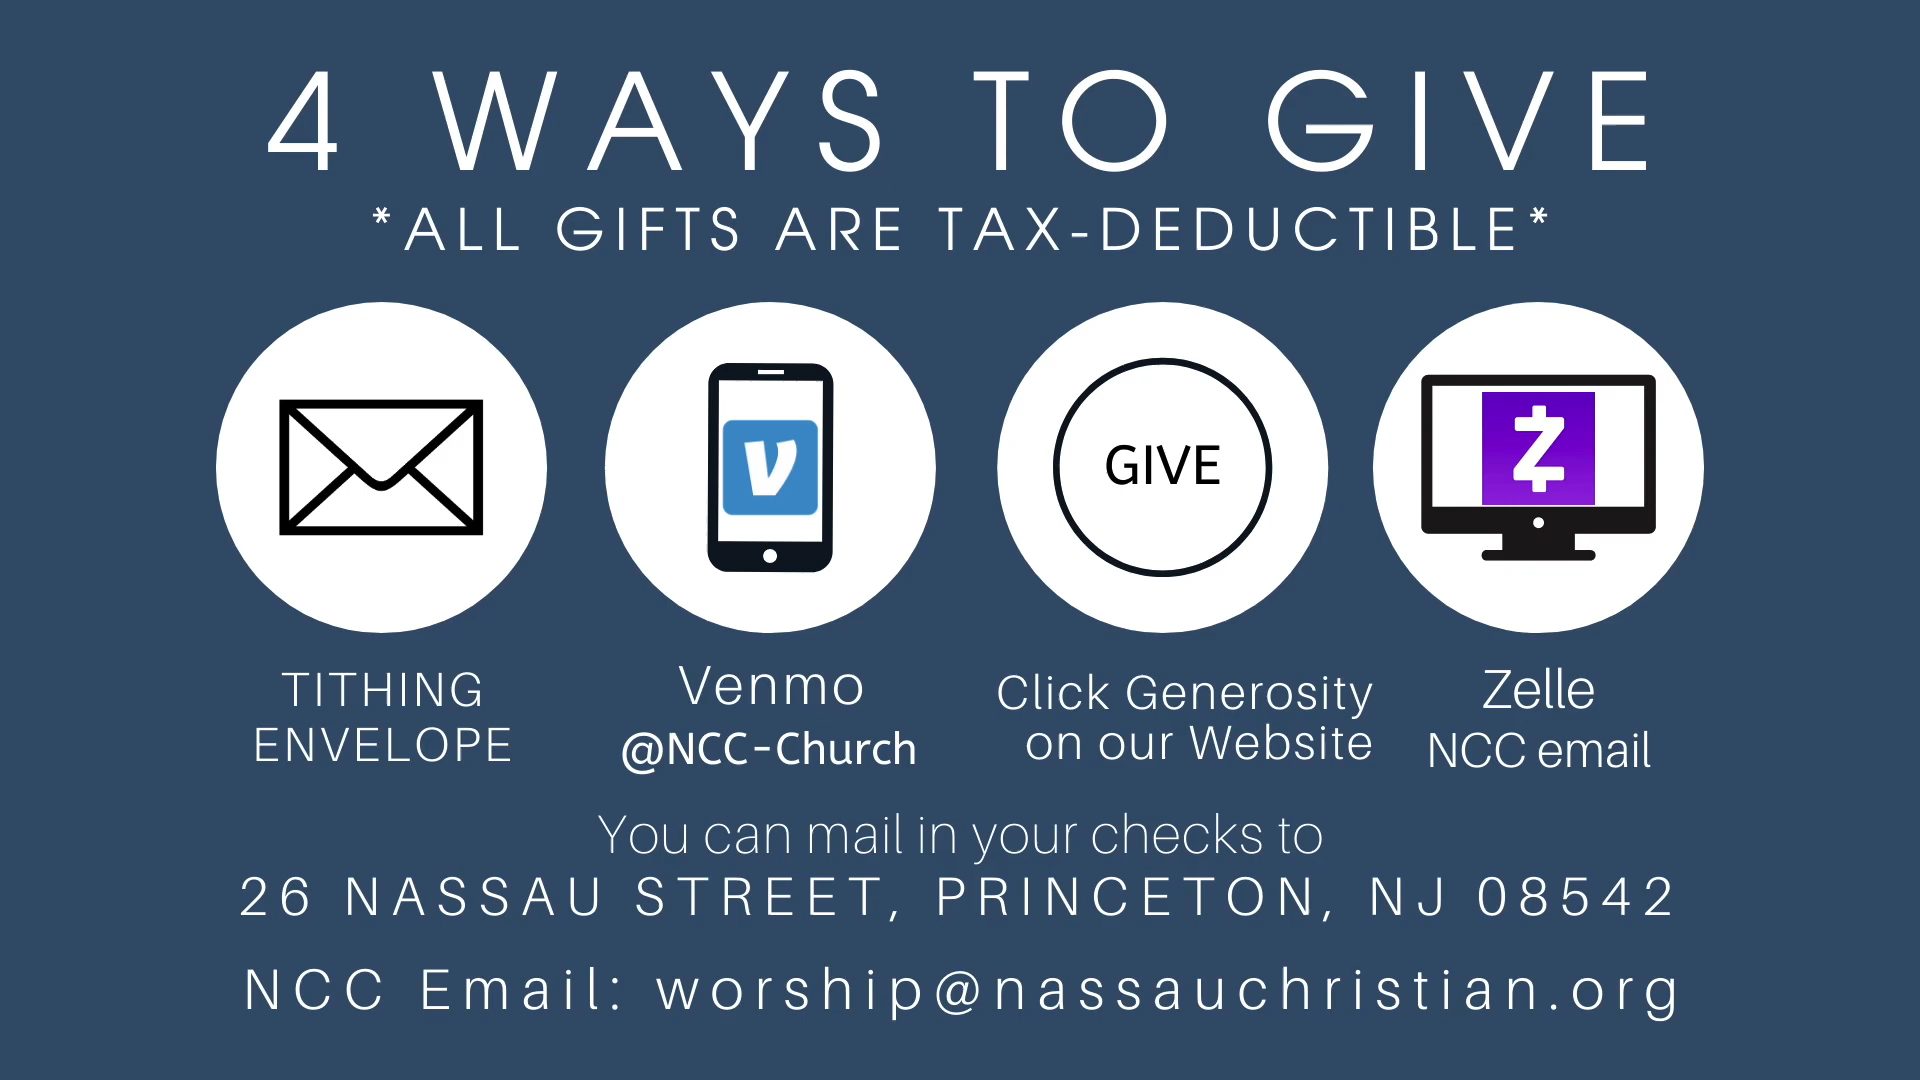 4 WAYS TO GIVE
*ALL GIFTS ARE TAX-DEDUCTIBLE*
V
GIVE
Z
TITHING
ENVELOPE
Venmo
@NCC-Church
Click Generosity
on our Website
Zelle
NCC email
You can mail in your checks to
26 NASSAU STREET, PRINCETON, NJ 08542
NCC Email: worship@nassauchristian.org